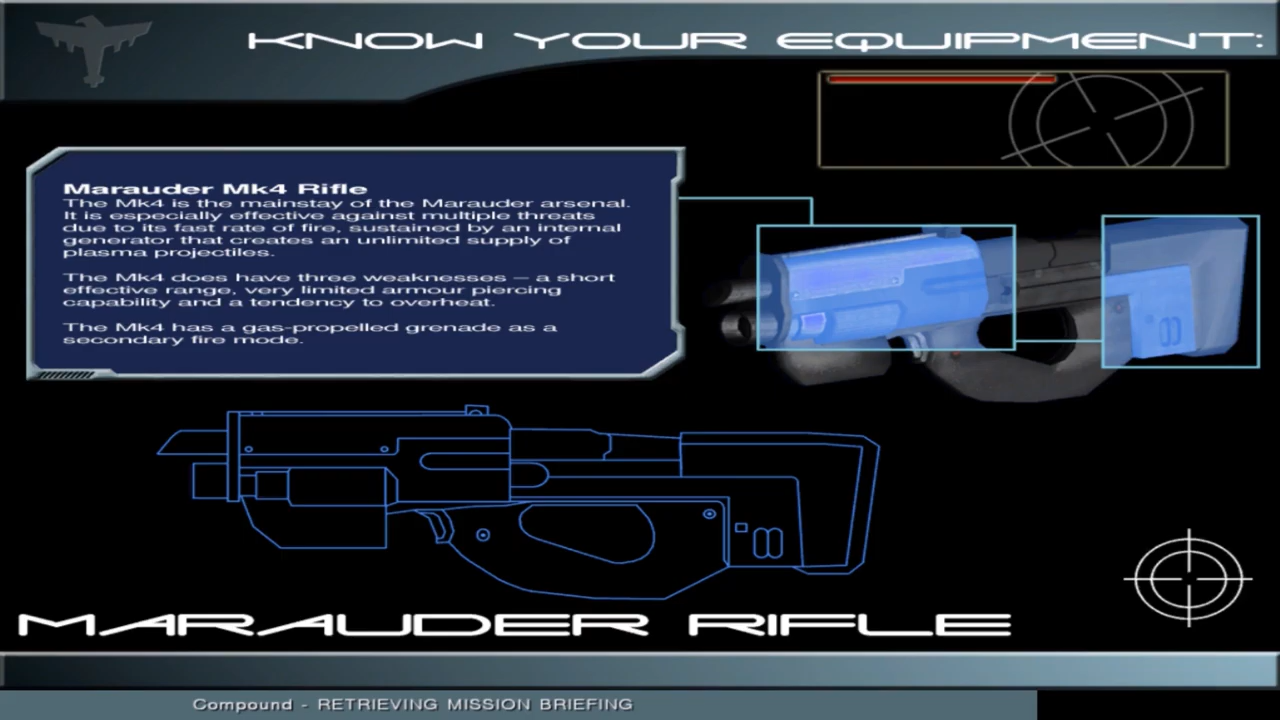 KNOW YOUR EQUIPMENT:
Marauder Mk4 Rifle
The Mk4 is the mainstay of the Marauder arsenal.
It is especially effective against multiple threats
due to its fast rate of fire, sustained by an internal
generator that creates an unlimited supply of
plasma projectiles.
The Mk4 does have three weaknesses – a short
effective range, very limited armour piercing
capability and a tendency to overheat.
The Mk4 has a gas-propelled grenade as a
secondary fire mode.
MARAUDER RIFLE
Compound - RETRIEVING MISSION BRIEFING